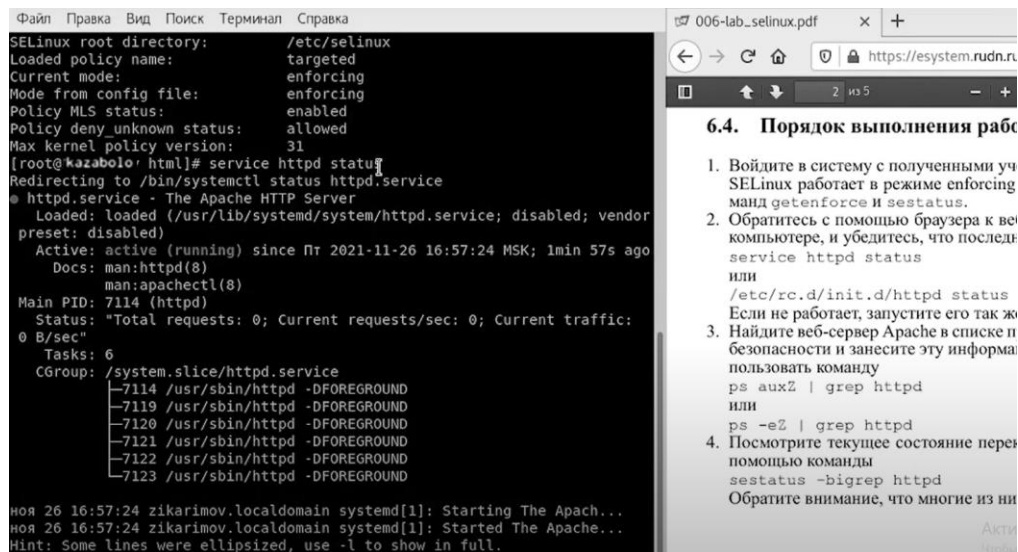 Файл Правка Вид Поиск Терминал Справка
SELinux root directory: /etc/selinux
Loaded policy name: targeted
Current mode: enforcing
Mode from config file: enforcing
Policy MLS status: enabled
Policy deny_unknown status: allowed
Max kernel policy version: 31
[root@kazabolo html]# service httpd status
Redirecting to /bin/systemctl status httpd.service
● httpd.service - The Apache HTTP Server
Loaded: loaded (/usr/lib/systemd/system/httpd.service; disabled; vendor
preset: disabled)
Active: active (running) since Пт 2021-11-26 16:57:24 MSK; 1min 57s ago
Docs: man:httpd(8)
man:apachectl(8)
Main PID: 7114 (httpd)
Status: "Total requests: 0; Current requests/sec: 0; Current traffic:
0 B/sec"
Tasks: 6
CGroup: /system.slice/httpd.service
├─7114 /usr/sbin/httpd -DFOREGROUND
├─7119 /usr/sbin/httpd -DFOREGROUND
├─7120 /usr/sbin/httpd -DFOREGROUND
├─7121 /usr/sbin/httpd -DFOREGROUND
├─7122 /usr/sbin/httpd -DFOREGROUND
└─7123 /usr/sbin/httpd -DFOREGROUND
ноя 26 16:57:24 zikarimov.localdomain systemd[1]: Starting The Apach...
ноя 26 16:57:24 zikarimov.localdomain systemd[1]: Started The Apache...
Hint: Some lines were ellipsized, use -l to show in full.
006-lab_selinux.pdf
https://esystem.rudn.ru
2 из 5
6.4. Порядок выполнения рабо
1. Войдите в систему с полученными уч
SELinux работает в режиме enforcing
манд getenforce и sestatus.
2. Обратитесь с помощью браузера к ве
компьютере, и убедитесь, что последн
service httpd status
или
/etc/rc.d/init.d/httpd status
Если не работает, запустите его так ж
3. Найдите веб-сервер Apache в списке п
безопасности и занесите эту информа
пользовать команду
ps auxZ | grep httpd
или
ps -eZ | grep httpd
4. Посмотрите текущее состояние перек
помощью команды
sestatus -bigrep httpd
Обратите внимание, что многие из ни
Акти